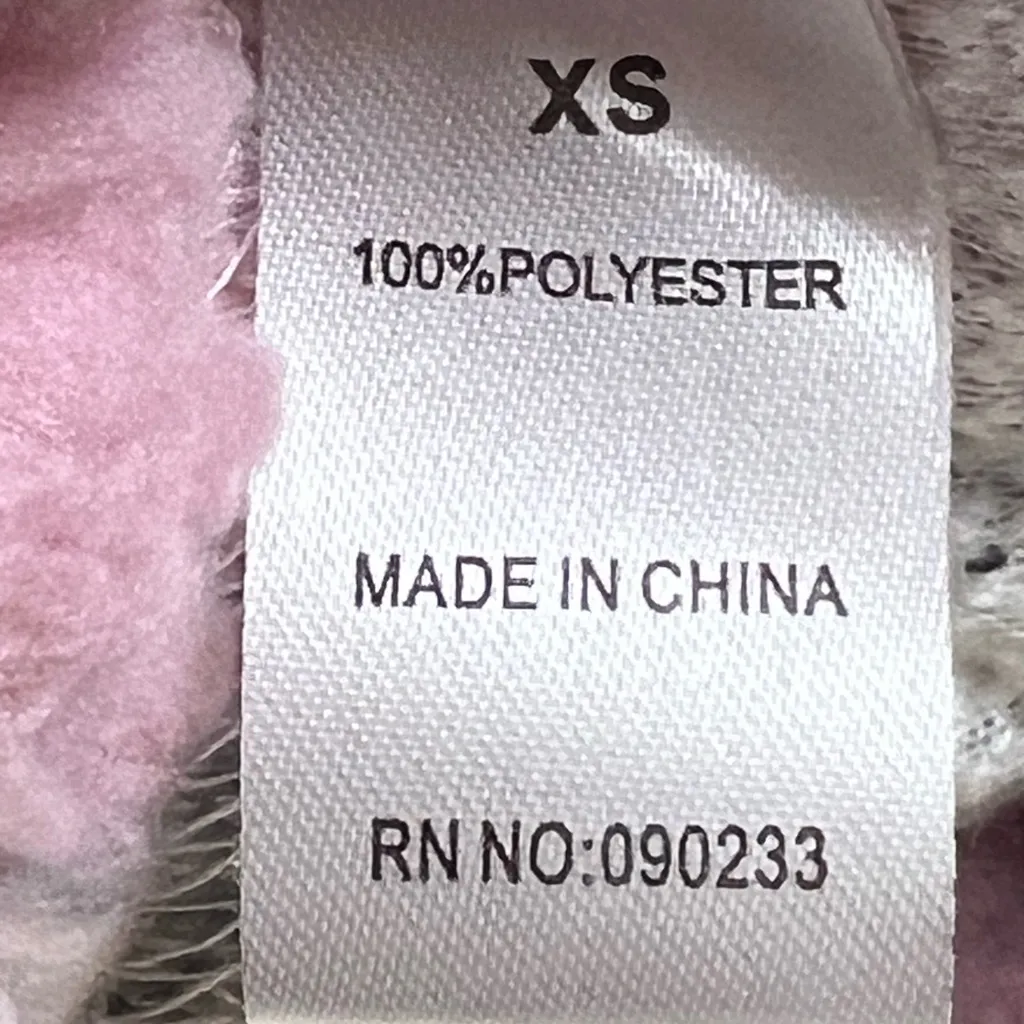 XS
100%POLYESTER
MADE IN CHINA
RN NO:090233